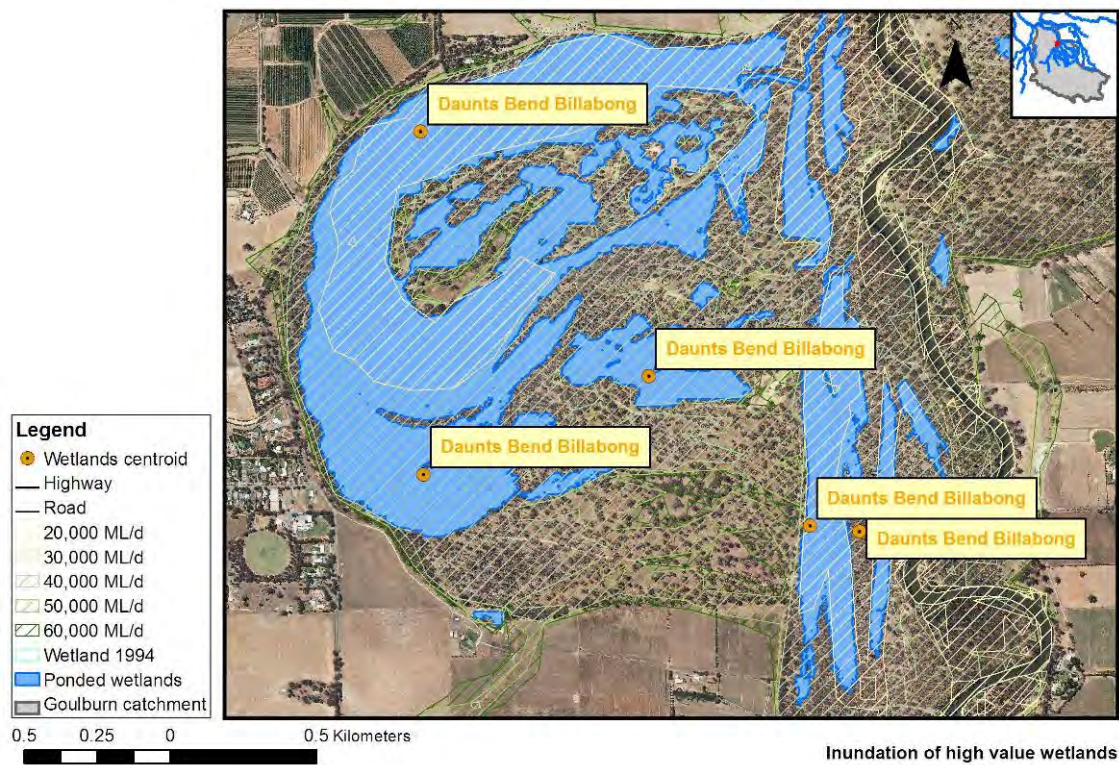 Daunts Bend Billabong
Daunts Bend Billabong
Daunts Bend Billabong
Daunts Bend Billabong
Daunts Bend Billabong
Legend
Wetlands centroid
Highway
Road
20,000 ML/d
30,000 ML/d
40,000 ML/d
50,000 ML/d
60,000 ML/d
Wetland 1994
Ponded wetlands
Goulburn catchment
0.5 0.25 0 0.5 Kilometers
Inundation of high value wetlands